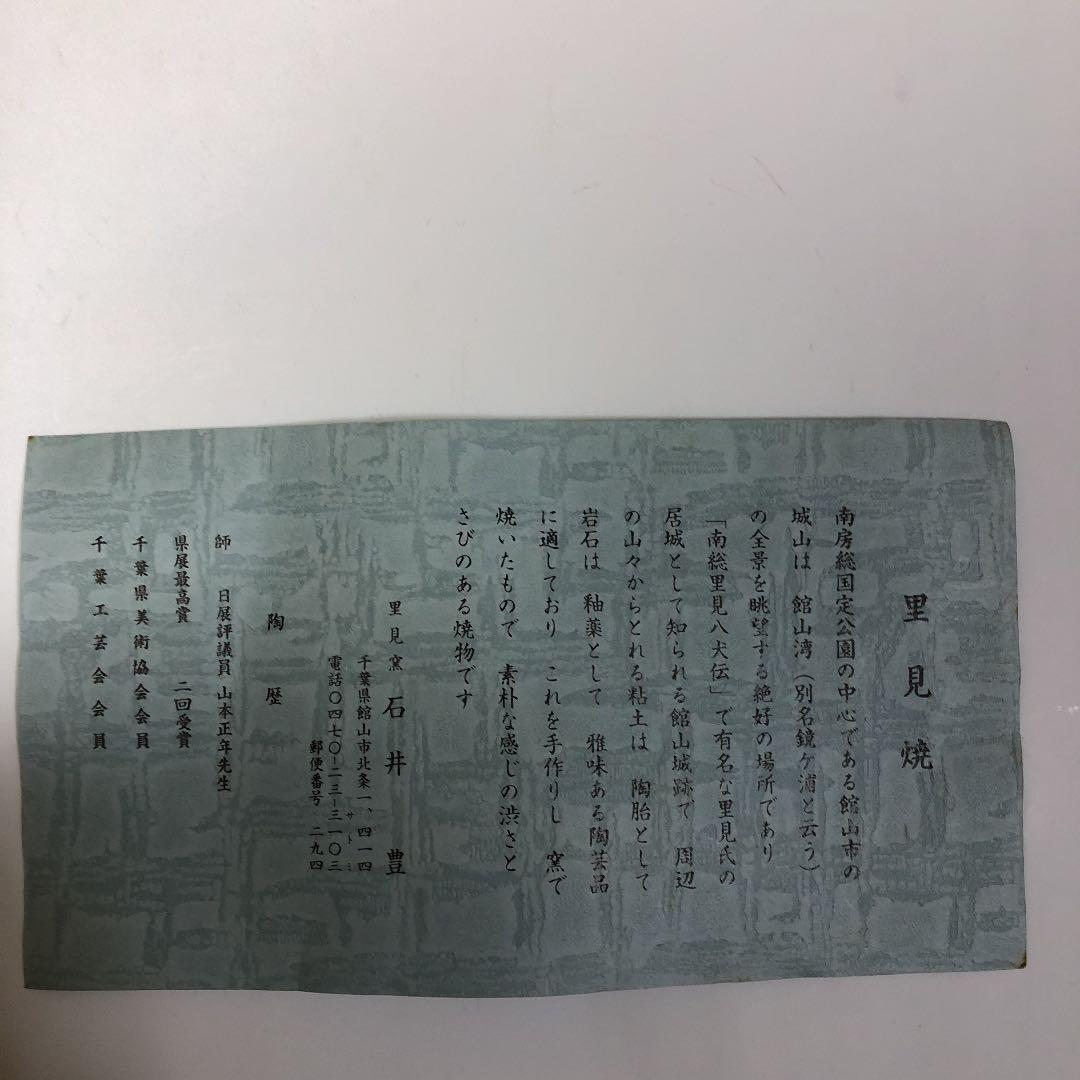 里見焼
南房総国定公園の中心である館山市の
城山は 館山湾(別名鏡ケ浦と云う)
の全景を眺望する絶好の場所であり
「南総里見八犬伝」で有名な里見氏の
居城として知られる館山城跡で 周辺
の山々からとれる粘土は 陶胎として
岩石は 釉薬として 雅味ある陶芸品
に適しており これを手作りし 窯で
焼いたもので 素朴な感じの渋さと
さびのある焼物です
里見窯 石井 豊
千葉県館山市北条一、四一四
サトミ
電話〇四七〇−二三−三一〇三
郵便番号 二九四
陶歴
師 日展評議員 山本正年先生
県展最高賞 二回受賞
千葉県美術協会会員
千葉工芸会会員